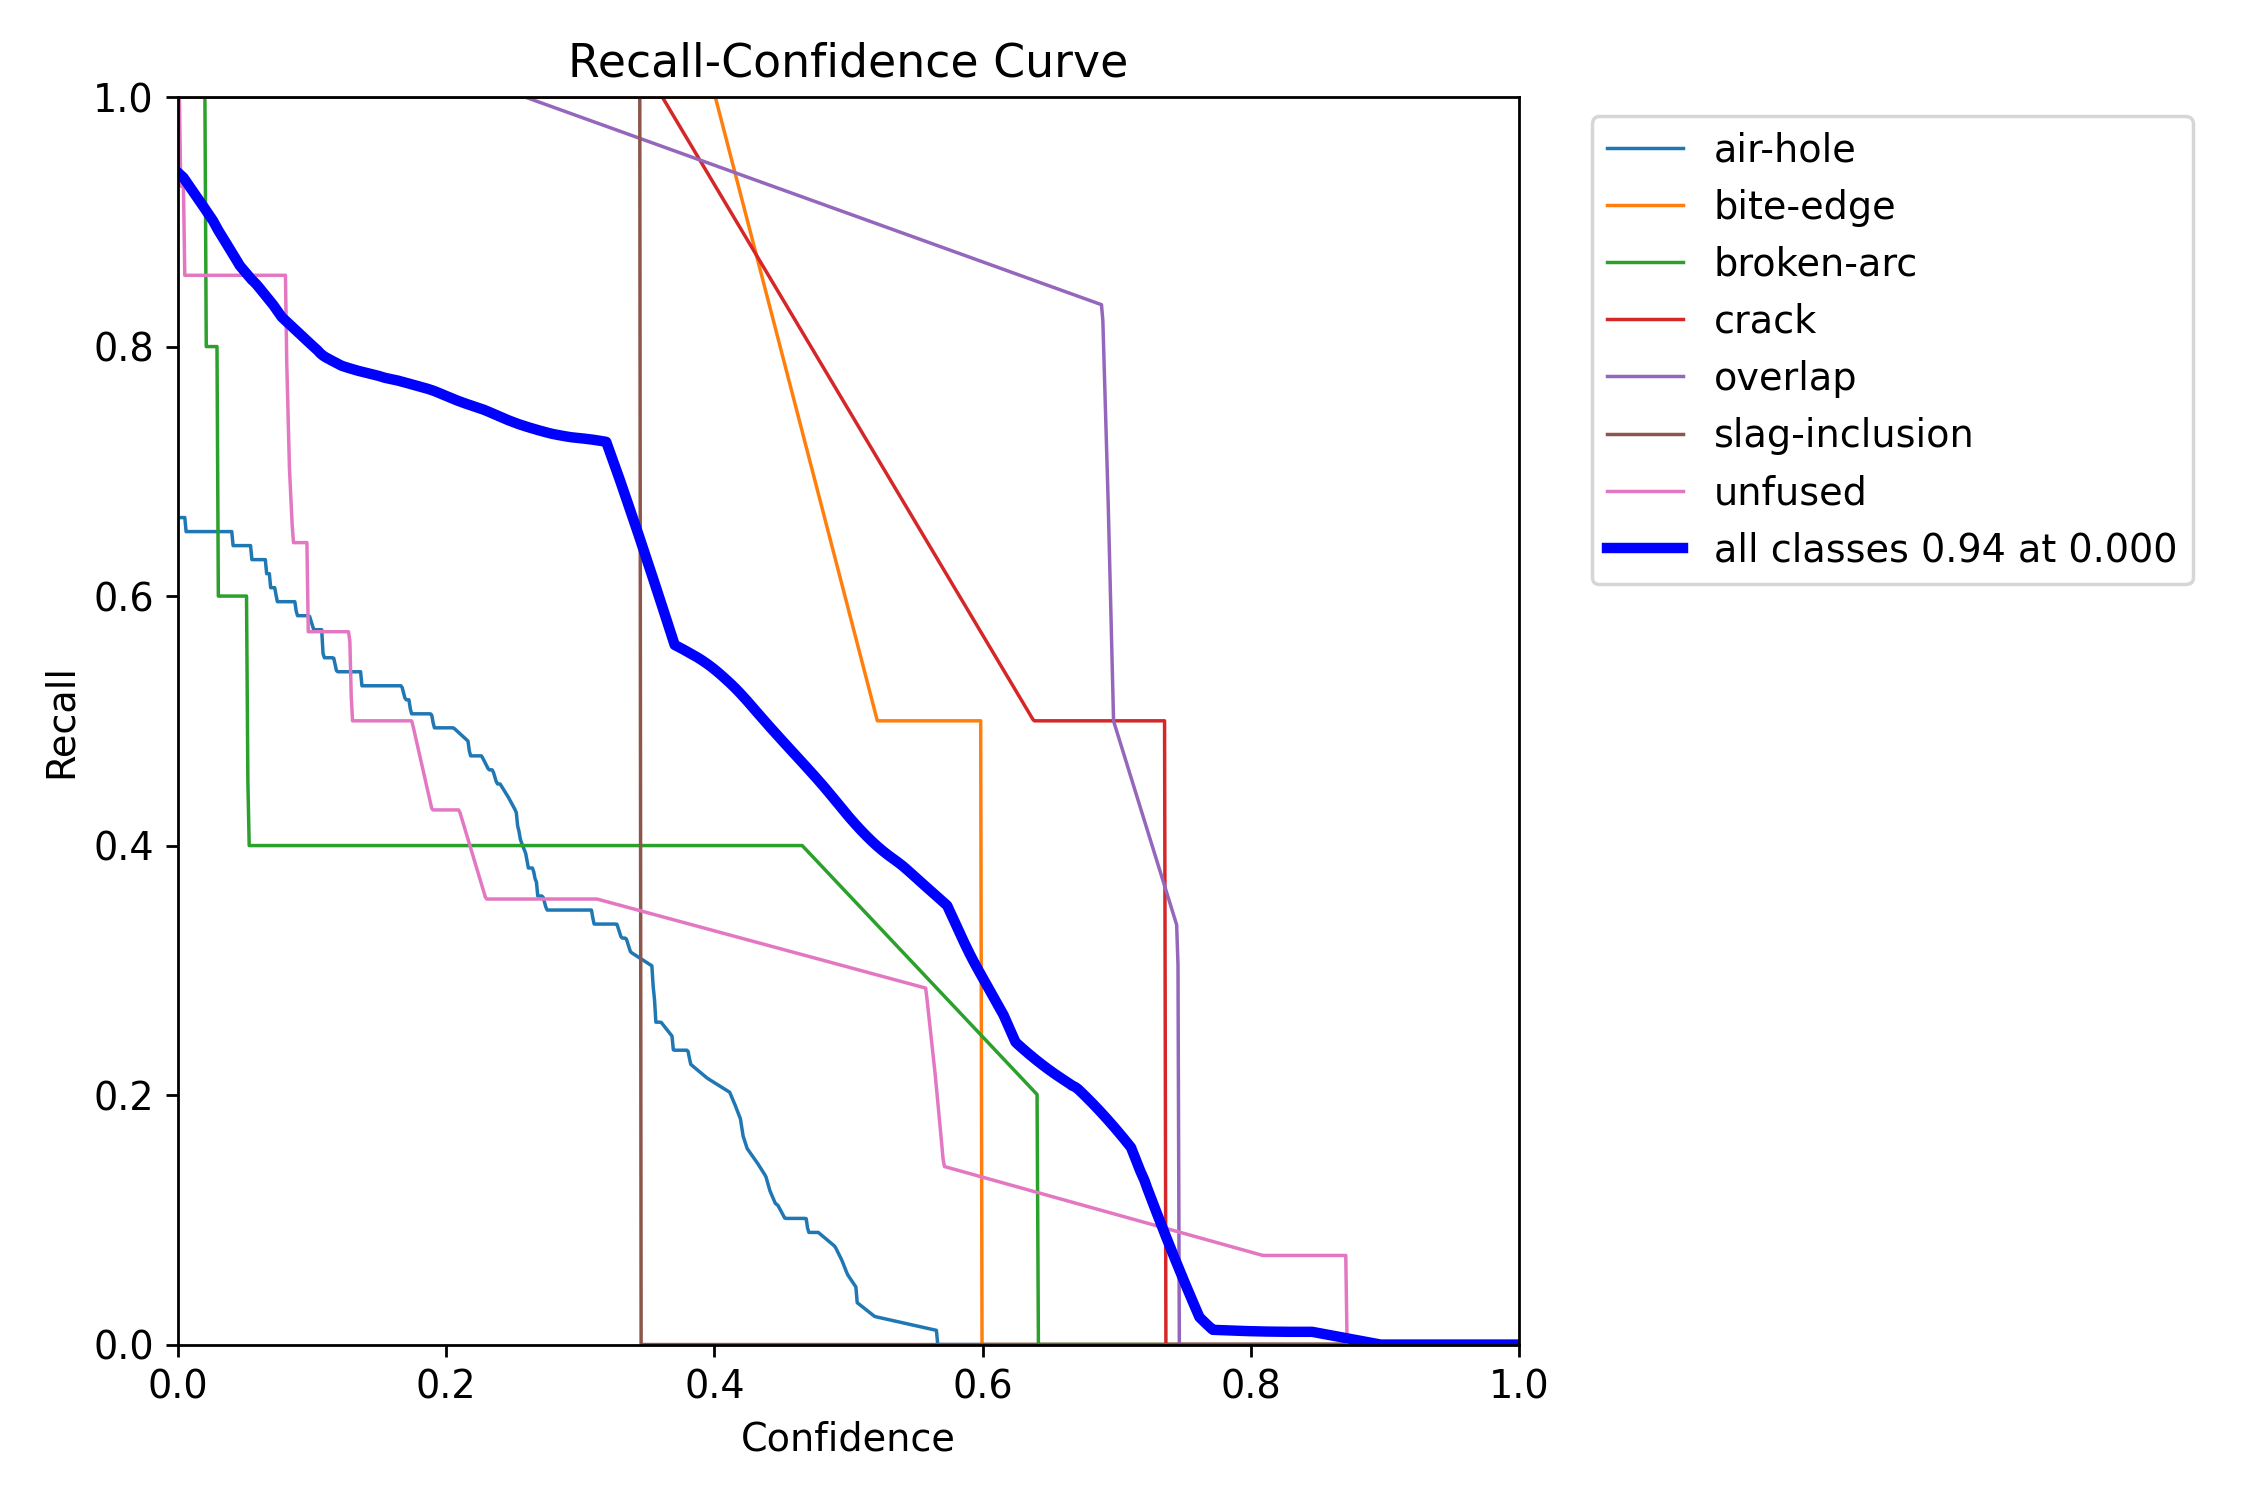 Recall-Confidence Curve
1.0
0.8
0.6
0.4
0.2
0.0
Recall
0.0 0.2 0.4 0.6 0.8 1.0
Confidence
air-hole
bite-edge
broken-arc
crack
overlap
slag-inclusion
unfused
all classes 0.94 at 0.000